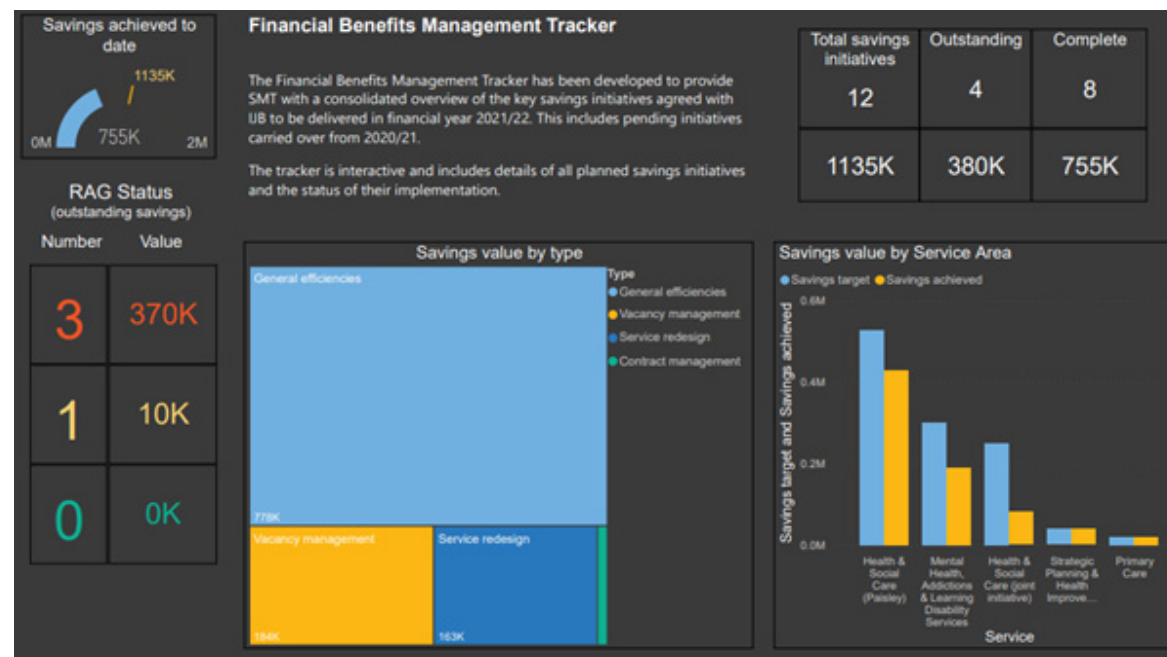 Savings achieved to
date
1135K
0M
755K
2M
RAG Status
(outstanding savings)
Number Value
3 370K
1 10K
0 0K
Financial Benefits Management Tracker
The Financial Benefits Management Tracker has been developed to provide
SMT with a consolidated overview of the key savings initiatives agreed with
IJB to be delivered in financial year 2021/22. This includes pending initiatives
carried over from 2020/21.
The tracker is interactive and includes details of all planned savings initiatives
and the status of their implementation.
Total savings
initiatives
12
Outstanding
4
Complete
8
1135K 380K 755K
Savings value by type
General efficiencies
778K
Vacancy management
184K
Service redesign
163K
Type
General efficiencies
Vacancy management
Service redesign
Contract management
Savings value by Service Area
Savings target Savings achieved
Savings target and Savings achieved
0.6M
0.4M
0.2M
0.0M
Health &
Social
Care
(Paisley)
Mental
Health,
Addictions
& Learning
Disability
Services
Health &
Social
Care (joint
initiative)
Strategic
Planning &
Health
Improve...
Primary
Care
Service